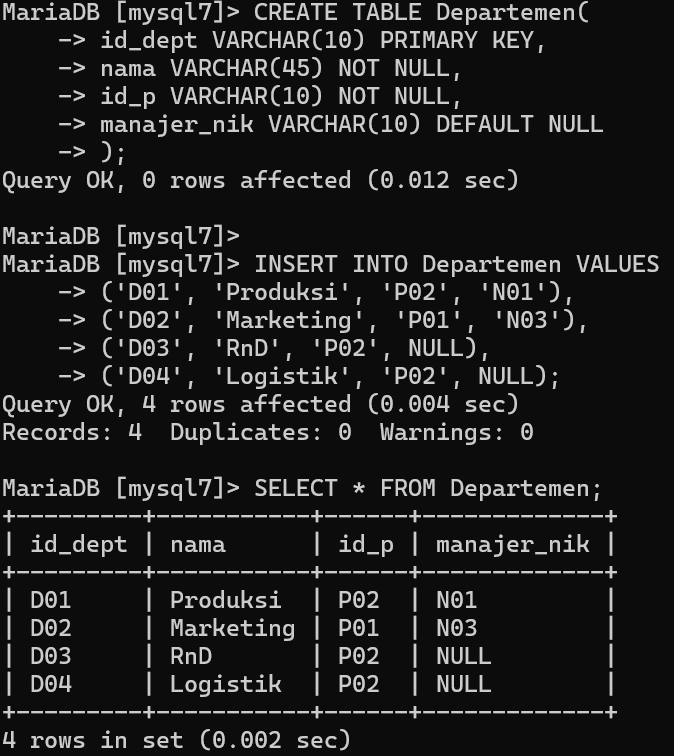 MariaDB [mysql7]> CREATE TABLE Departemen(
    -> id_dept VARCHAR(10) PRIMARY KEY,
    -> nama VARCHAR(45) NOT NULL,
    -> id_p VARCHAR(10) NOT NULL,
    -> manajer_nik VARCHAR(10) DEFAULT NULL
    -> );
Query OK, 0 rows affected (0.012 sec)

MariaDB [mysql7]>
MariaDB [mysql7]> INSERT INTO Departemen VALUES
    -> ('D01', 'Produksi', 'P02', 'N01'),
    -> ('D02', 'Marketing', 'P01', 'N03'),
    -> ('D03', 'RnD', 'P02', NULL),
    -> ('D04', 'Logistik', 'P02', NULL);
Query OK, 4 rows affected (0.004 sec)
Records: 4  Duplicates: 0  Warnings: 0

MariaDB [mysql7]> SELECT * FROM Departemen;
+---------+-----------+------+-------------+
| id_dept | nama      | id_p | manajer_nik |
+---------+-----------+------+-------------+
| D01     | Produksi  | P02  | N01         |
| D02     | Marketing | P01  | N03         |
| D03     | RnD       | P02  | NULL        |
| D04     | Logistik  | P02  | NULL        |
+---------+-----------+------+-------------+
4 rows in set (0.002 sec)